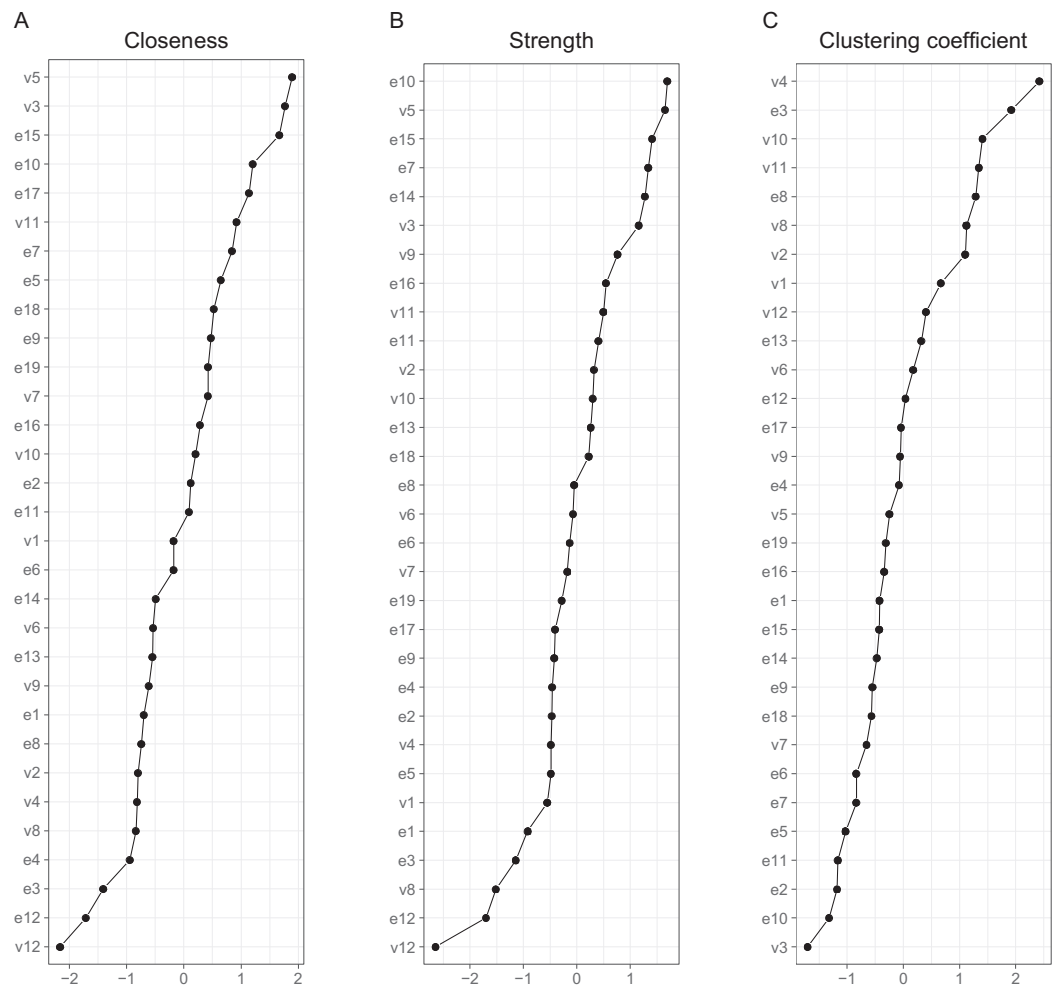 A
Closeness
v5
v3
e15
e10
e17
v11
e7
e5
e18
e9
e19
v7
e16
v10
e2
e11
v1
e6
e14
v6
e13
v9
e1
e8
v2
v4
v8
e4
e3
e12
v12
−2 −1 0 1 2
B
Strength
e10
v5
e15
e7
e14
v3
v9
e16
v11
e11
v2
v10
e13
e18
e8
v6
e6
v7
e19
e17
e9
e4
e2
v4
e5
v1
e1
e3
v8
e12
v12
−2 −1 0 1
C
Clustering coefficient
v4
e3
v10
v11
e8
v8
v2
v1
v12
e13
v6
e12
e17
v9
e4
v5
e19
e16
e1
e15
e14
e9
e18
v7
e6
e7
e5
e11
e2
e10
v3
−1 0 1 2